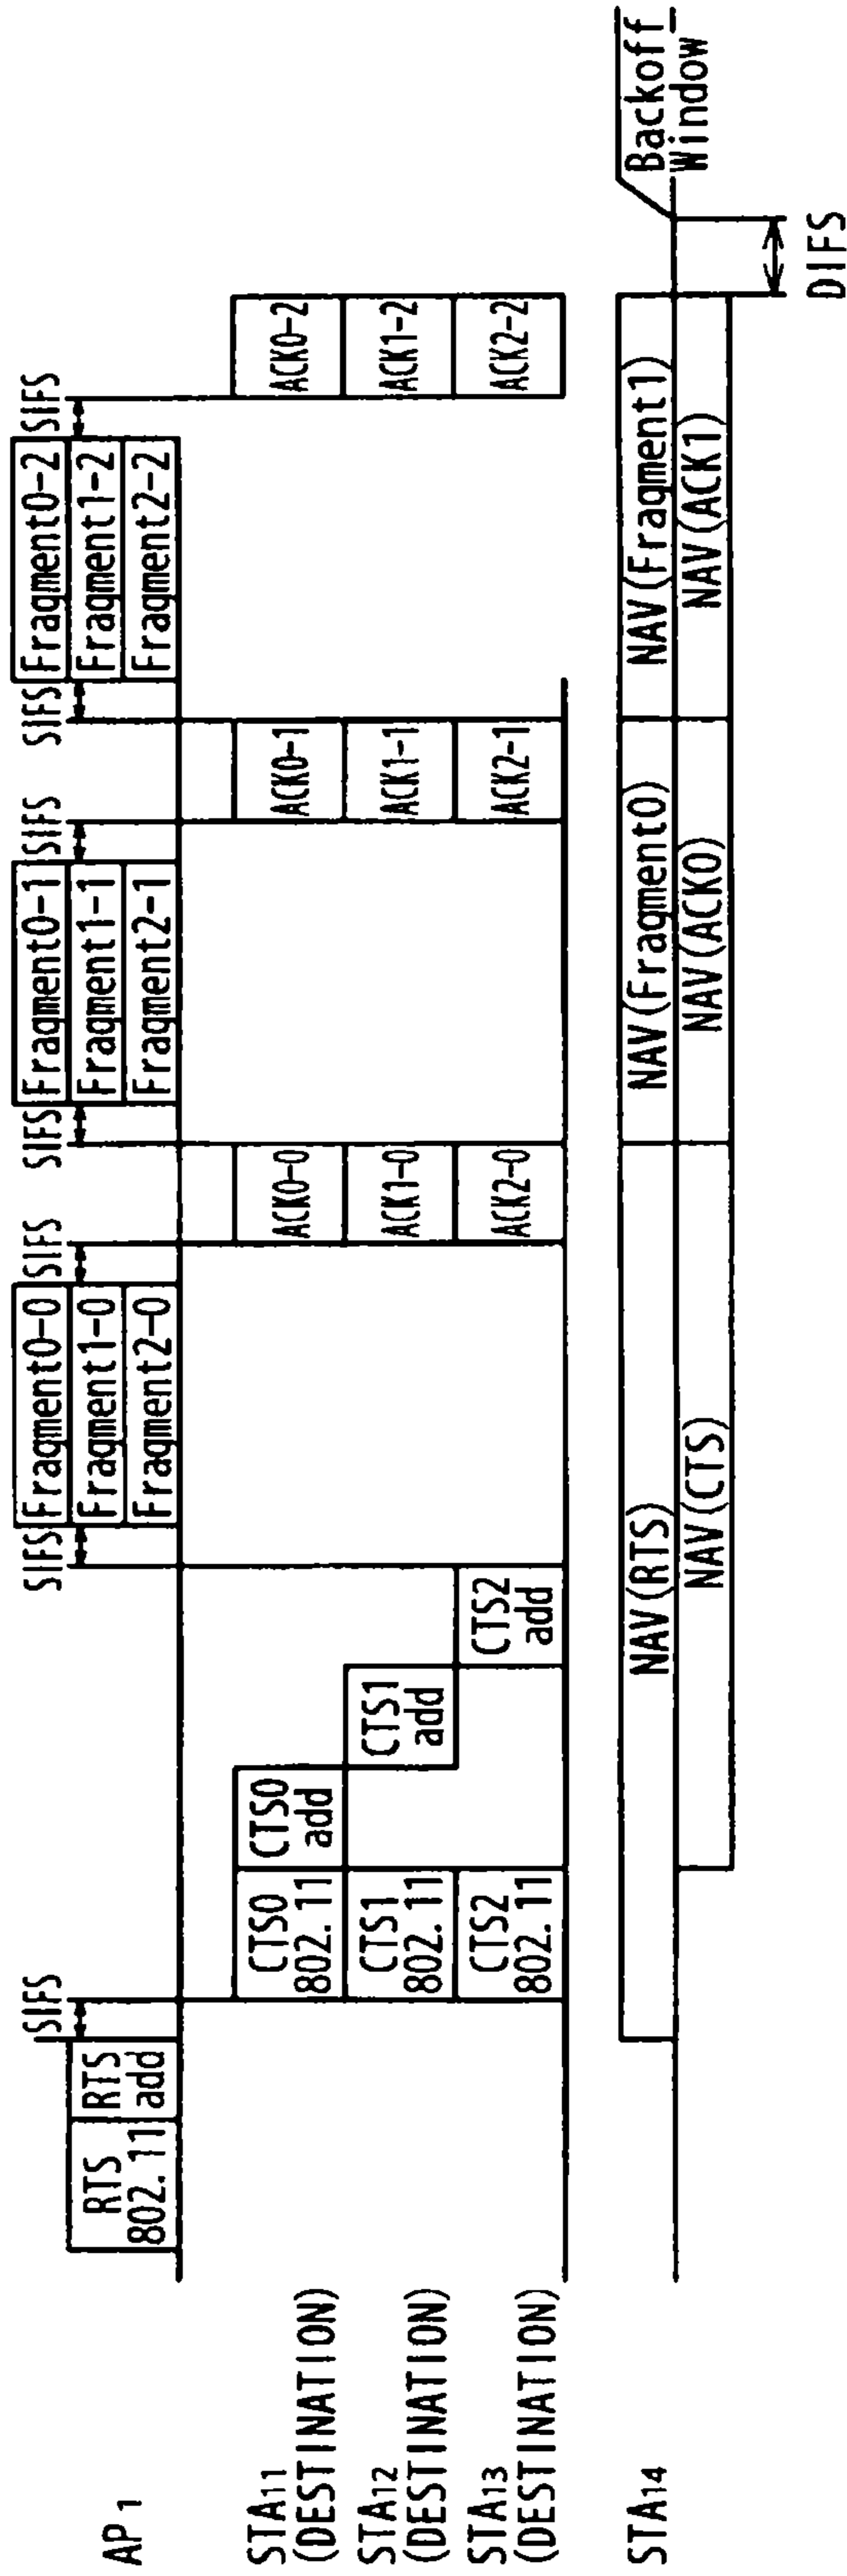 AP1
RTS
802.11
RTS
add
SIFS
SIFS
Fragment0-0
Fragment1-0
Fragment2-0
SIFS
SIFS
Fragment0-1
Fragment1-1
Fragment2-1
SIFS
SIFS
Fragment0-2
Fragment1-2
Fragment2-2
SIFS
STA11
(DESTINATION)
CTS0
802.11
CTS0
add
ACK0-0
ACK0-1
ACK0-2
STA12
(DESTINATION)
CTS1
802.11
CTS1
add
ACK1-0
ACK1-1
ACK1-2
STA13
(DESTINATION)
CTS2
802.11
CTS2
add
ACK2-0
ACK2-1
ACK2-2
STA14
NAV(RTS)
NAV(Fragment0)
NAV(Fragment1)
Backoff
Window
NAV(CTS)
NAV(ACK0)
NAV(ACK1)
DIFS